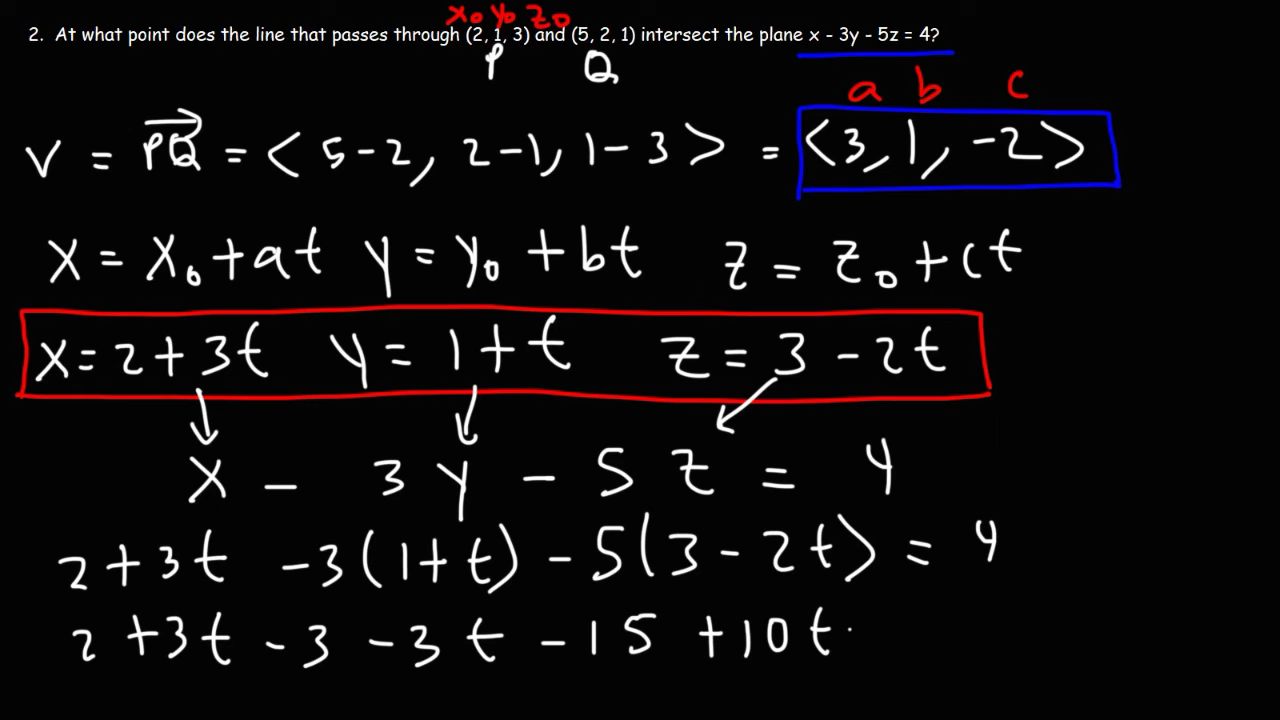 x₀ y₀ z₀
2. At what point does the line that passes through (2, 1, 3) and (5, 2, 1) intersect the plane x - 3y - 5z = 4?
P Q
a b c
V = PQ = < 5-2, 2-1, 1-3 > = <3, 1, -2>
x = x₀ + at y = y₀ + bt z = z₀ + ct
x = 2 + 3t y = 1 + t z = 3 - 2t
x - 3y - 5z = 4
2 + 3t - 3(1+t) - 5(3 - 2t) = 4
2 + 3t - 3 - 3t - 15 + 10t